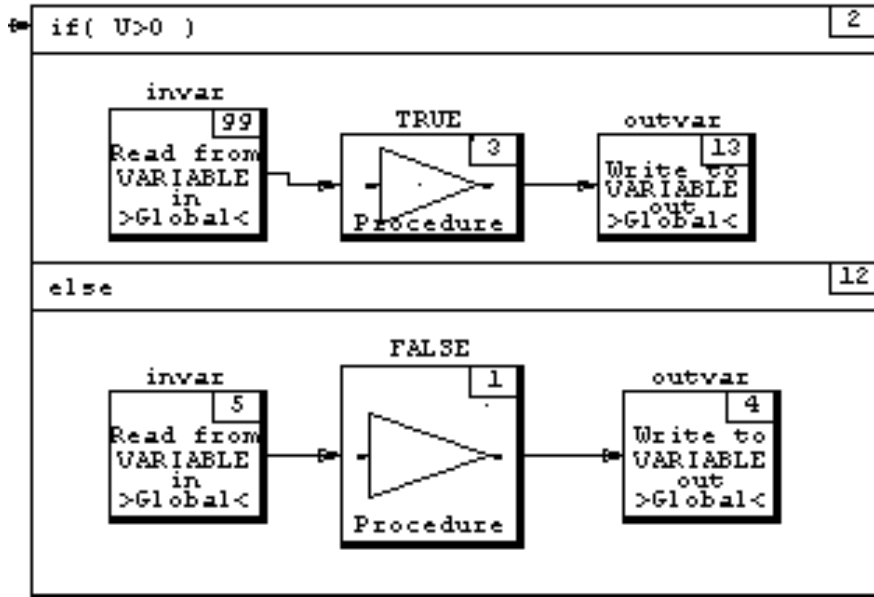 if( U>0 ) 2
invar
99
Read from
VARIABLE
in
>Global<
TRUE
3
Procedure
outvar
13
Write to
VARIABLE
out
>Global<
else 12
invar
5
Read from
VARIABLE
in
>Global<
FALSE
1
Procedure
outvar
4
Write to
VARIABLE
out
>Global<